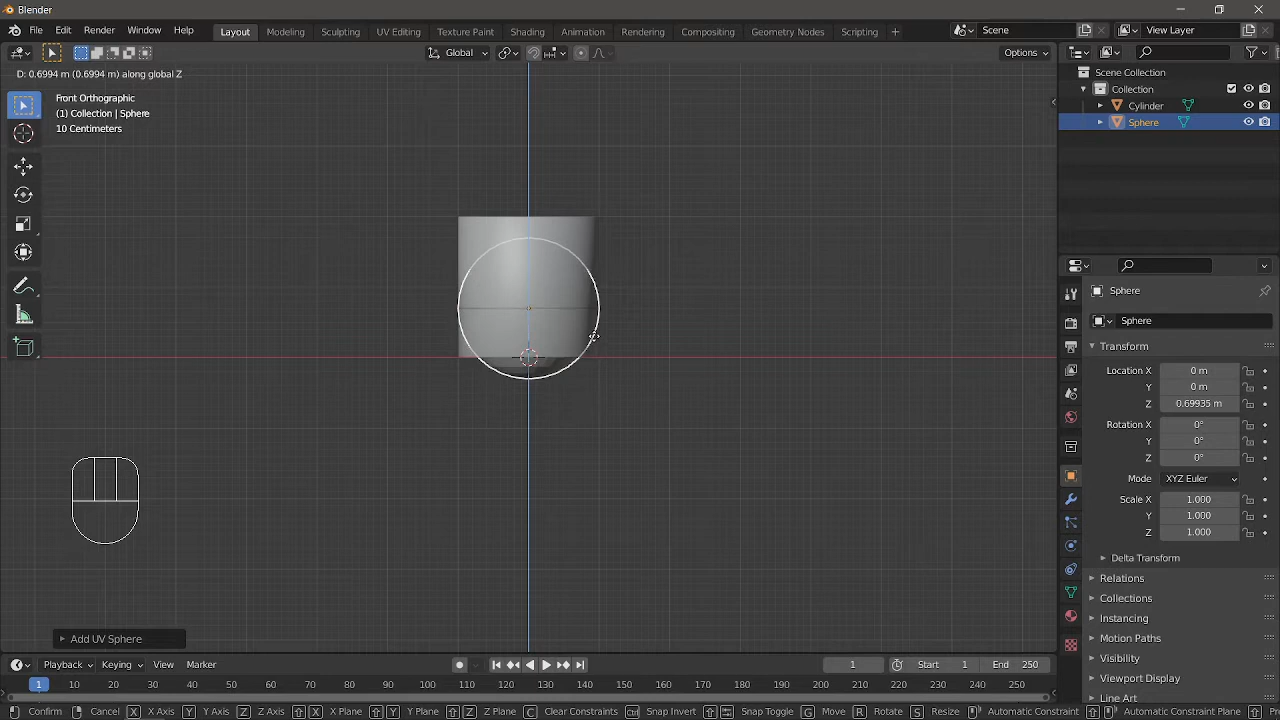 Blender
File Edit Render Window Help Layout Modeling Sculpting UV Editing Texture Paint Shading Animation Rendering Compositing Geometry Nodes Scripting + Scene View Layer
Global Options
D: 0.6994 m (0.6994 m) along global Z
Front Orthographic
(1) Collection | Sphere
10 Centimeters
Scene Collection
Collection
Cylinder
Sphere
Sphere
Sphere
Transform
Location X 0 m
Y 0 m
Z 0.69935 m
Rotation X 0°
Y 0°
Z 0°
Mode XYZ Euler
Scale X 1.000
Y 1.000
Z 1.000
Delta Transform
Relations
Collections
Instancing
Motion Paths
Visibility
Viewport Display
Line Art
Add UV Sphere
Playback Keying View Marker 1 Start 1 End 250
1 10 20 30 40 50 60 70 80 90 100 110 120 130 140 150 160 170 180 190 200 210 220 230 240 250
Confirm Cancel X X Axis Y Y Axis Z Z Axis X X Plane Y Y Plane Z Z Plane C Clear Constraints Ctrl Snap Invert Snap Toggle G Move R Rotate S Resize Automatic Constraint Automatic Constraint Plane